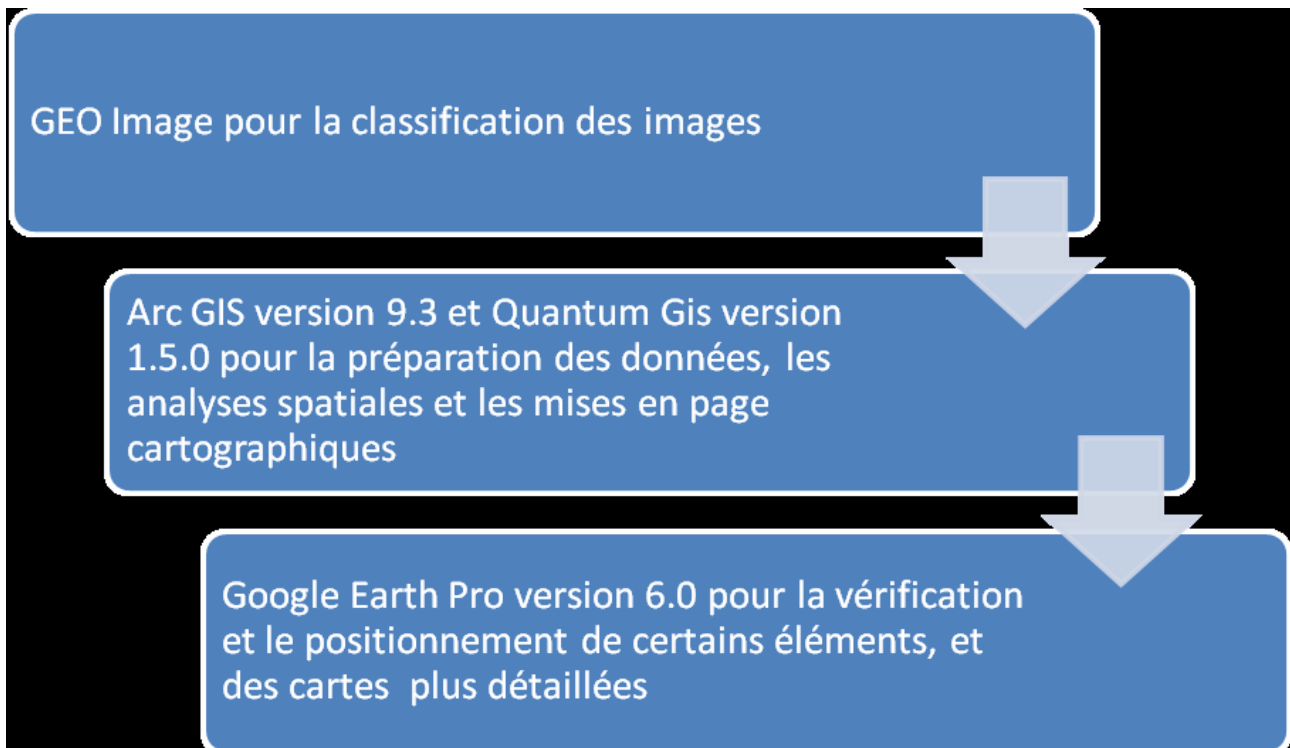 GEO Image pour la classification des images
Arc GIS version 9.3 et Quantum Gis version
1.5.0 pour la préparation des données, les
analyses spatiales et les mises en page
cartographiques
Google Earth Pro version 6.0 pour la vérification
et le positionnement de certains éléments, et
des cartes plus détaillées